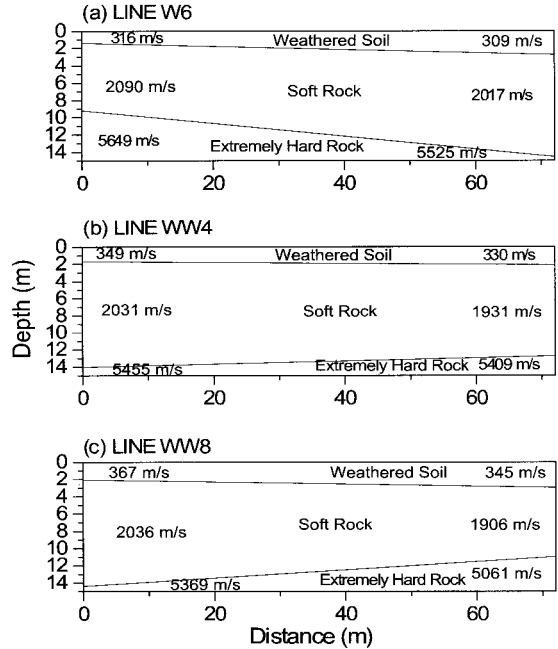 (a) LINE W6
0
2
4
6
8
10
12
14
316 m/s
Weathered Soil
309 m/s
2090 m/s
Soft Rock
2017 m/s
5649 m/s
Extremely Hard Rock
5525 m/s
0
20
40
60
(b) LINE WW4
0
2
4
6
8
10
12
14
349 m/s
Weathered Soil
330 m/s
2031 m/s
Soft Rock
1931 m/s
5455 m/s
Extremely Hard Rock
5409 m/s
0
20
40
60
Depth (m)
(c) LINE WW8
0
2
4
6
8
10
12
14
367 m/s
Weathered Soil
345 m/s
2036 m/s
Soft Rock
1906 m/s
5369 m/s
Extremely Hard Rock
5061 m/s
0
20
40
60
Distance (m)